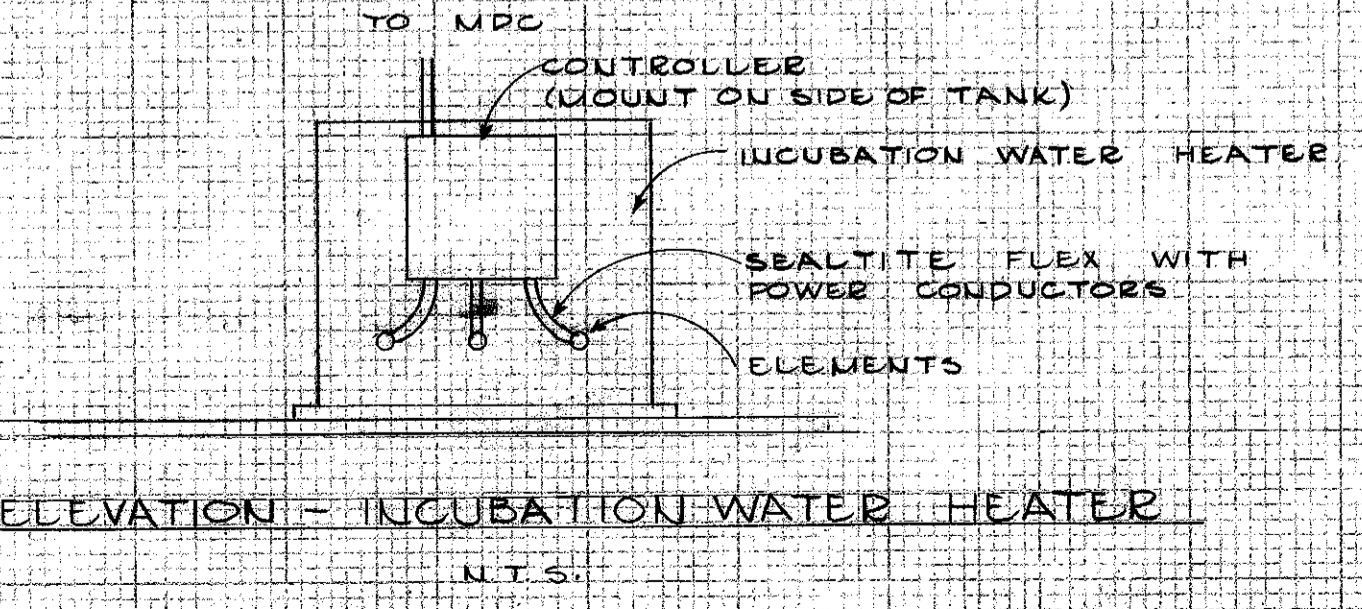 TO MDC
CONTROLLER
(MOUNT ON SIDE OF TANK)
INCUBATION WATER HEATER
SEALTITE FLEX WITH
POWER CONDUCTORS
ELEMENTS
ELEVATION - INCUBATION WATER HEATER
N.T.S.